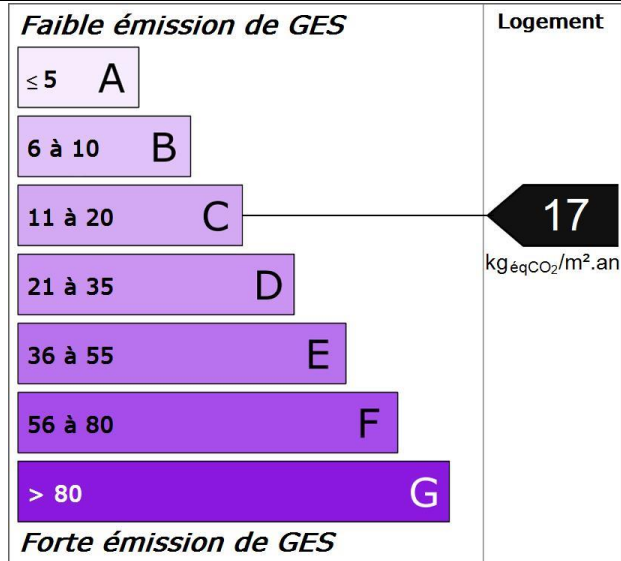 Faible émission de GES
Logement
≤ 5 A
6 à 10 B
11 à 20 C
17
kgéqCO₂/m².an
21 à 35 D
36 à 55 E
56 à 80 F
> 80 G
Forte émission de GES